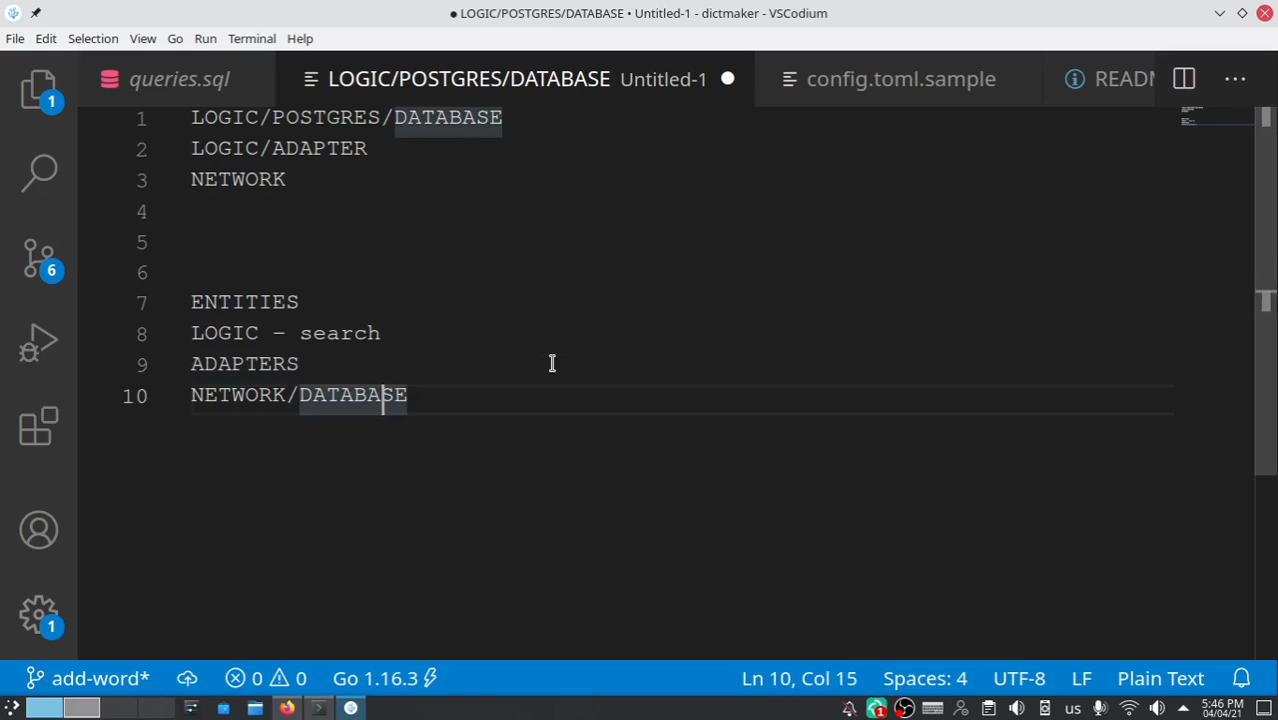 ● LOGIC/POSTGRES/DATABASE • Untitled-1 - dictmaker - VSCodium
File Edit Selection View Go Run Terminal Help
queries.sql LOGIC/POSTGRES/DATABASE Untitled-1 config.toml.sample READM
1 LOGIC/POSTGRES/DATABASE
2 LOGIC/ADAPTER
3 NETWORK
4
5
6
7 ENTITIES
8 LOGIC – search
9 ADAPTERS
10 NETWORK/DATABASE
1
6
1
add-word* 0 0 Go 1.16.3 Ln 10, Col 15 Spaces: 4 UTF-8 LF Plain Text
1 us 5:46 PM
04/04/21